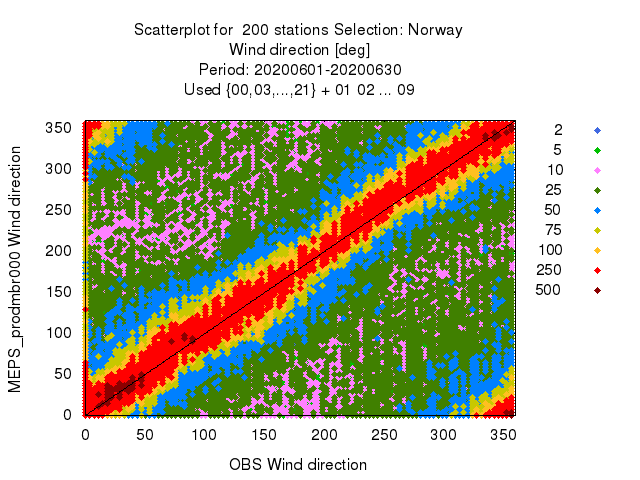 Scatterplot for 200 stations Selection: Norway
Wind direction [deg]
Period: 20200601-20200630
Used {00,03,...,21} + 01 02 ... 09
MEPS_prodmbr000 Wind direction
350
300
250
200
150
100
50
0
0 50 100 150 200 250 300 350
OBS Wind direction
2
5
10
25
50
75
100
250
500